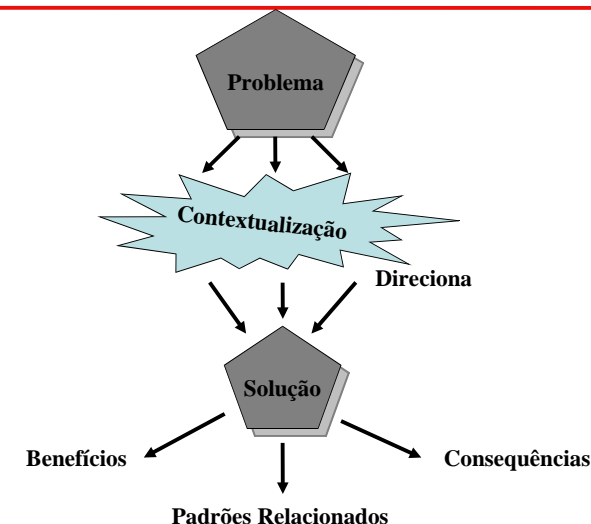 Problema
Contextualização
Direciona
Solução
Benefícios
Consequências
Padrões Relacionados